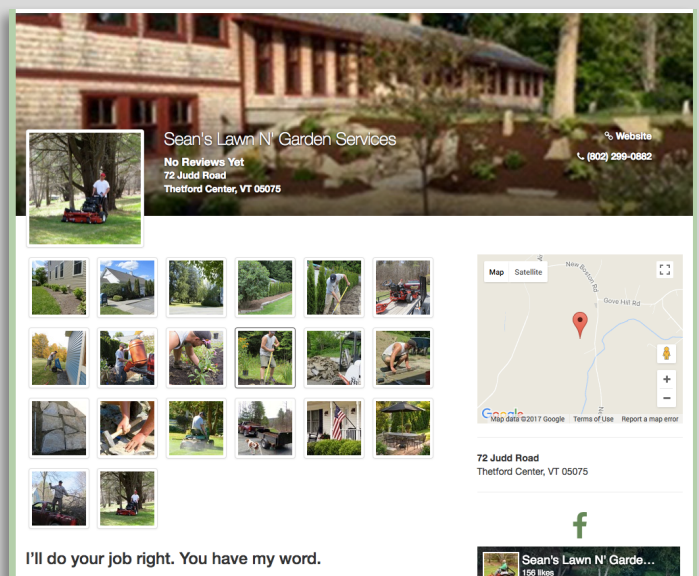 Sean's Lawn N' Garden Services
No Reviews Yet
72 Judd Road
Thetford Center, VT 05075
Website
(802) 299-0882
Map Satellite
New Boston Rd
Gove Hill Rd
Google
Map data ©2017 Google Terms of Use Report a map error
72 Judd Road
Thetford Center, VT 05075
f
I'll do your job right. You have my word.
Sean's Lawn N' Garde...
156 likes